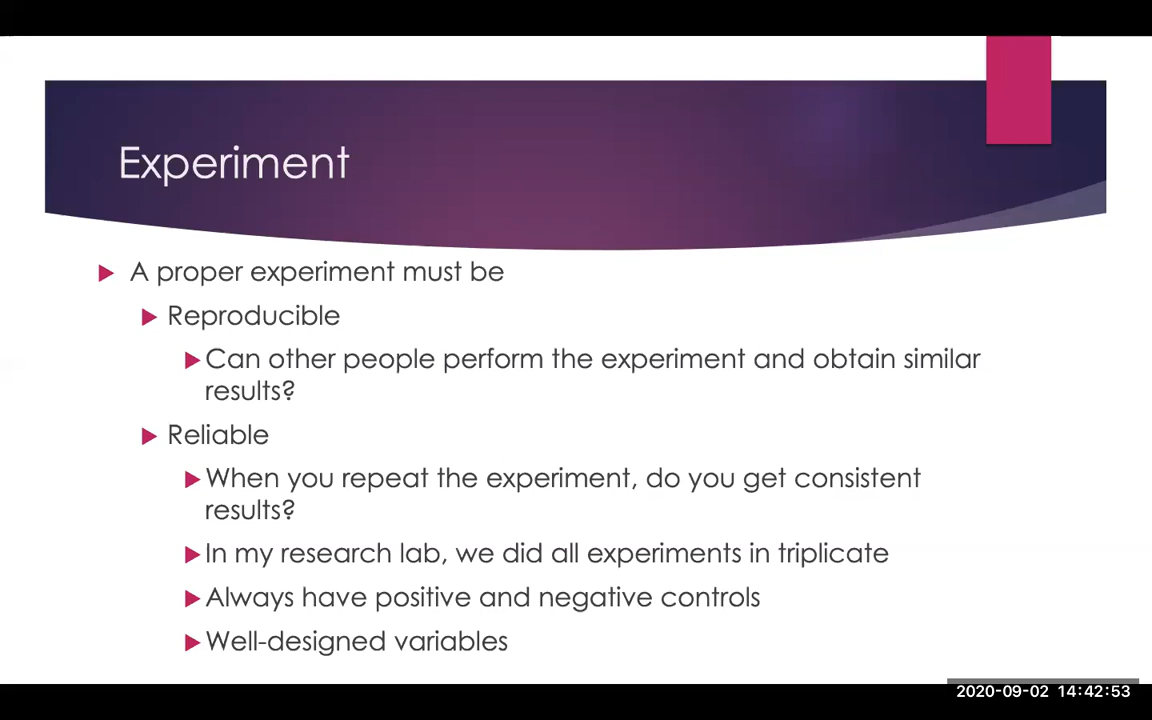 Experiment
A proper experiment must be
Reproducible
Can other people perform the experiment and obtain similar
results?
Reliable
When you repeat the experiment, do you get consistent
results?
In my research lab, we did all experiments in triplicate
Always have positive and negative controls
Well-designed variables
2020-09-02 14:42:53